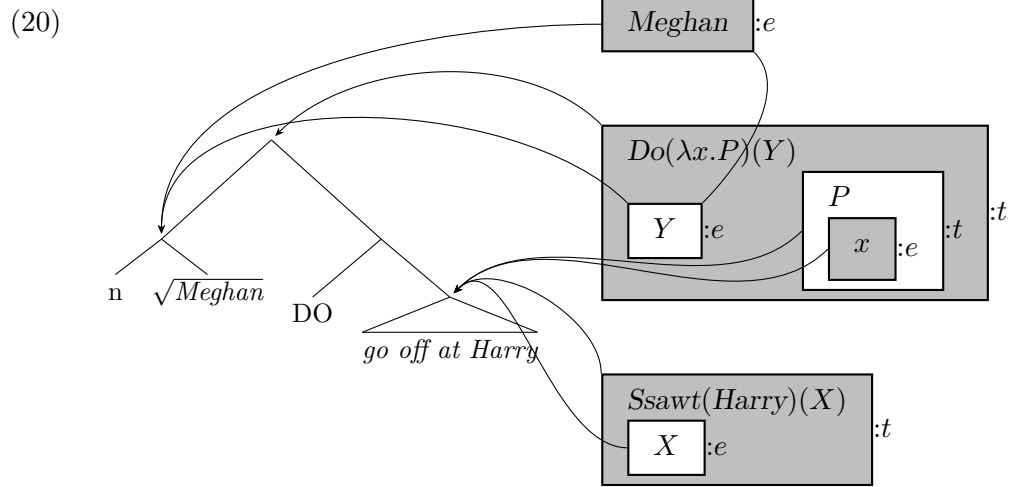 (20)
Meghan :e
Do(λx.P)(Y)
P
Y :e
x :e
:t
:t
n √Meghan
DO
go off at Harry
Ssawt(Harry)(X)
X :e
:t